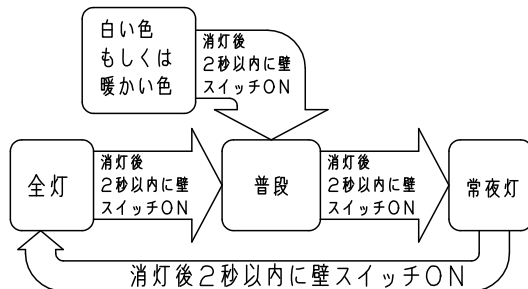 白い色
もしくは
暖かい色
消灯後
2秒以内に壁
スイッチON
全灯
消灯後
2秒以内に壁
スイッチON
普段
消灯後
2秒以内に壁
スイッチON
常夜灯
消灯後2秒以内に壁スイッチON